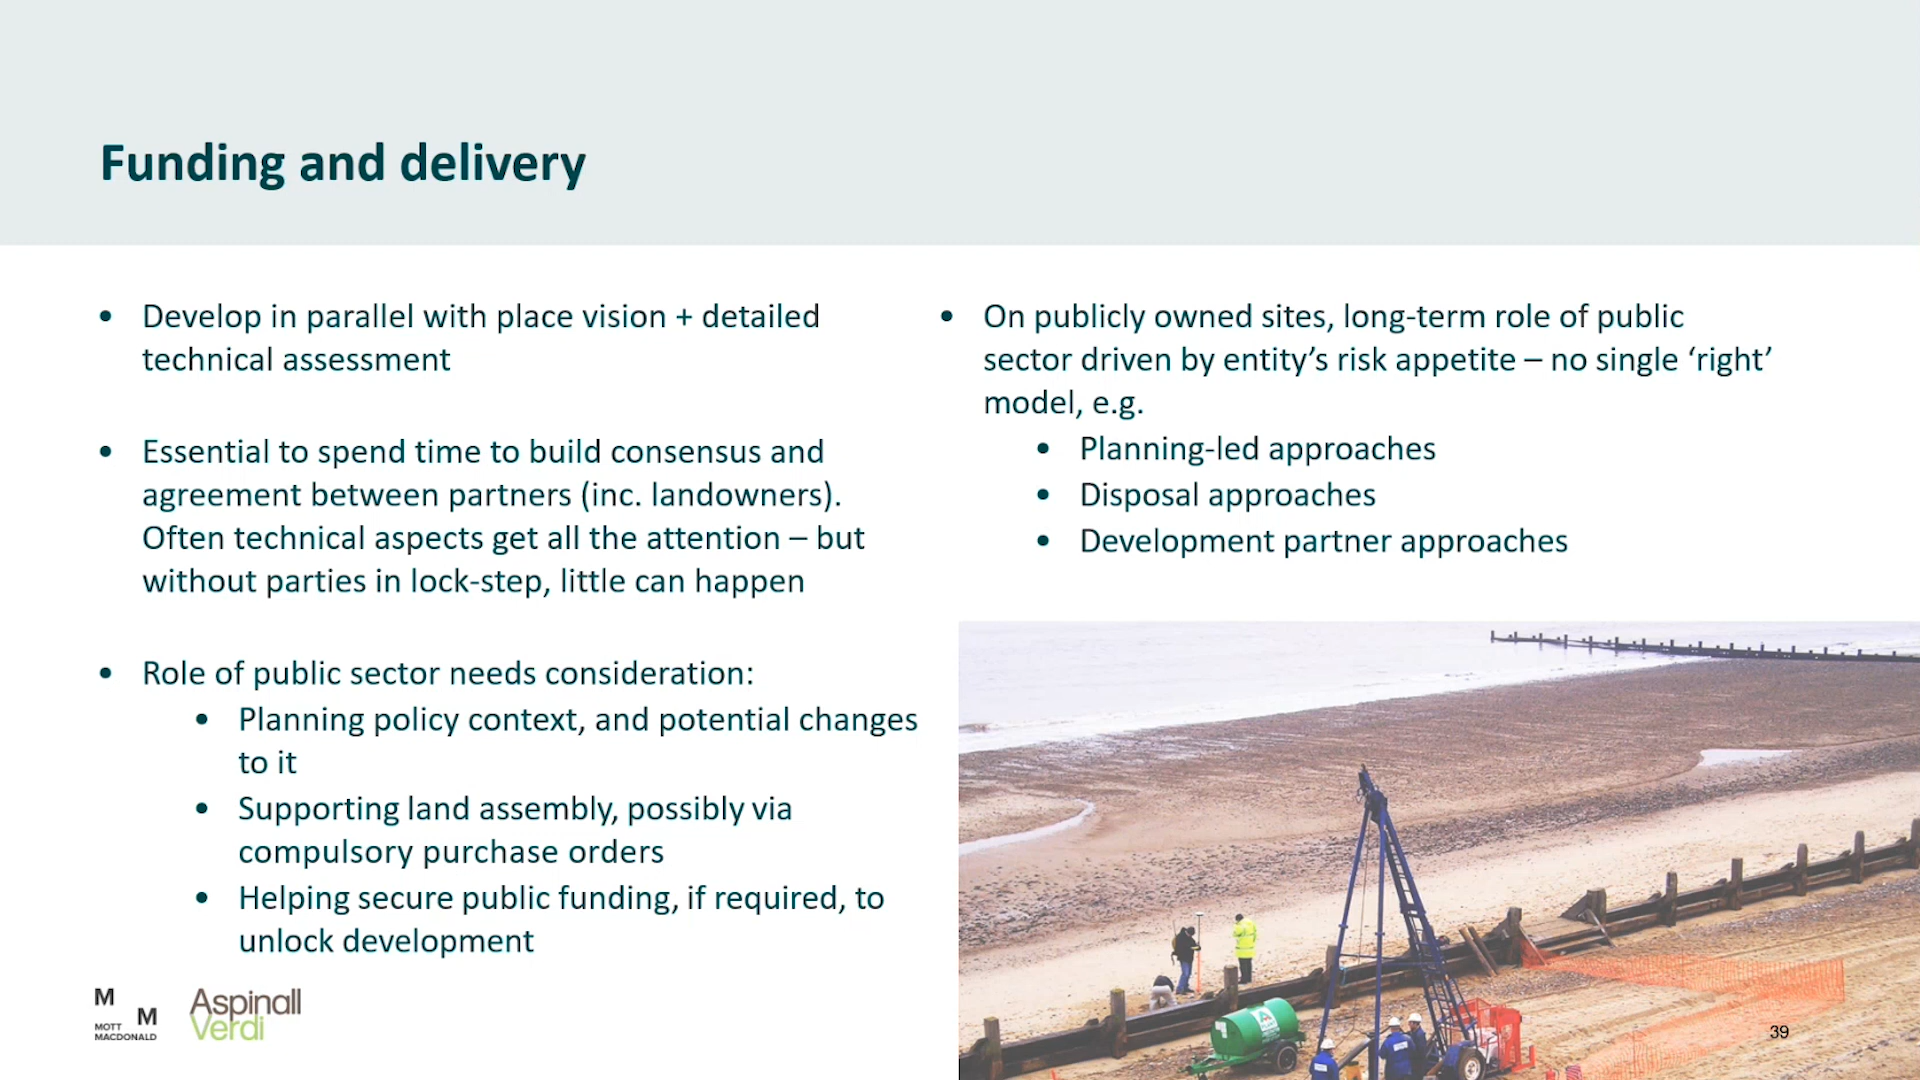 Funding and delivery
• Develop in parallel with place vision + detailed
technical assessment
• Essential to spend time to build consensus and
agreement between partners (inc. landowners).
Often technical aspects get all the attention – but
without parties in lock-step, little can happen
• Role of public sector needs consideration:
• Planning policy context, and potential changes
to it
• Supporting land assembly, possibly via
compulsory purchase orders
• Helping secure public funding, if required, to
unlock development
• On publicly owned sites, long-term role of public
sector driven by entity’s risk appetite – no single ‘right’
model, e.g.
• Planning-led approaches
• Disposal approaches
• Development partner approaches
M
M
MOTT
MACDONALD
Aspinall
Verdi
39